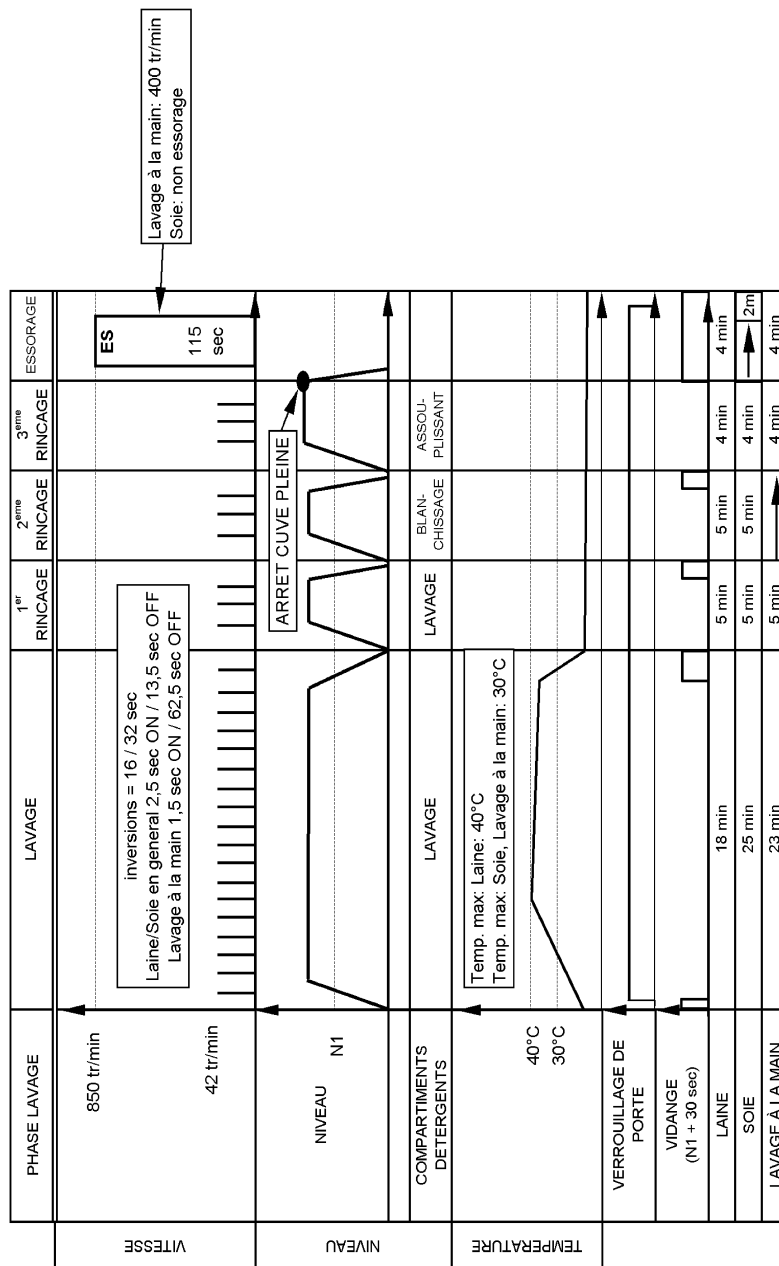 PHASE LAVAGE
LAVAGE
1er RINCAGE
2eme RINCAGE
3eme RINCAGE
ESSORAGE
VITESSE
850 tr/min
42 tr/min
inversions = 16 / 32 sec
Laine/Soie en general 2,5 sec ON / 13,5 sec OFF
Lavage à la main 1,5 sec ON / 62,5 sec OFF
ES
115
sec
Lavage à la main: 400 tr/min
Soie: non essorage
NIVEAU
NIVEAU
N1
ARRET CUVE PLEINE
COMPARTIMENTS
DETERGENTS
LAVAGE
LAVAGE
BLAN-
CHISSAGE
ASSOU-
PLISSANT
TEMPERATURE
40°C
30°C
Temp. max: Laine: 40°C
Temp. max: Soie, Lavage à la main: 30°C
VERROUILLAGE DE
PORTE
VIDANGE
(N1 + 30 sec)
LAINE
18 min
5 min
5 min
4 min
4 min
SOIE
25 min
5 min
5 min
4 min
2m
LAVAGE À LA MAIN
23 min
5 min
4 min
4 min